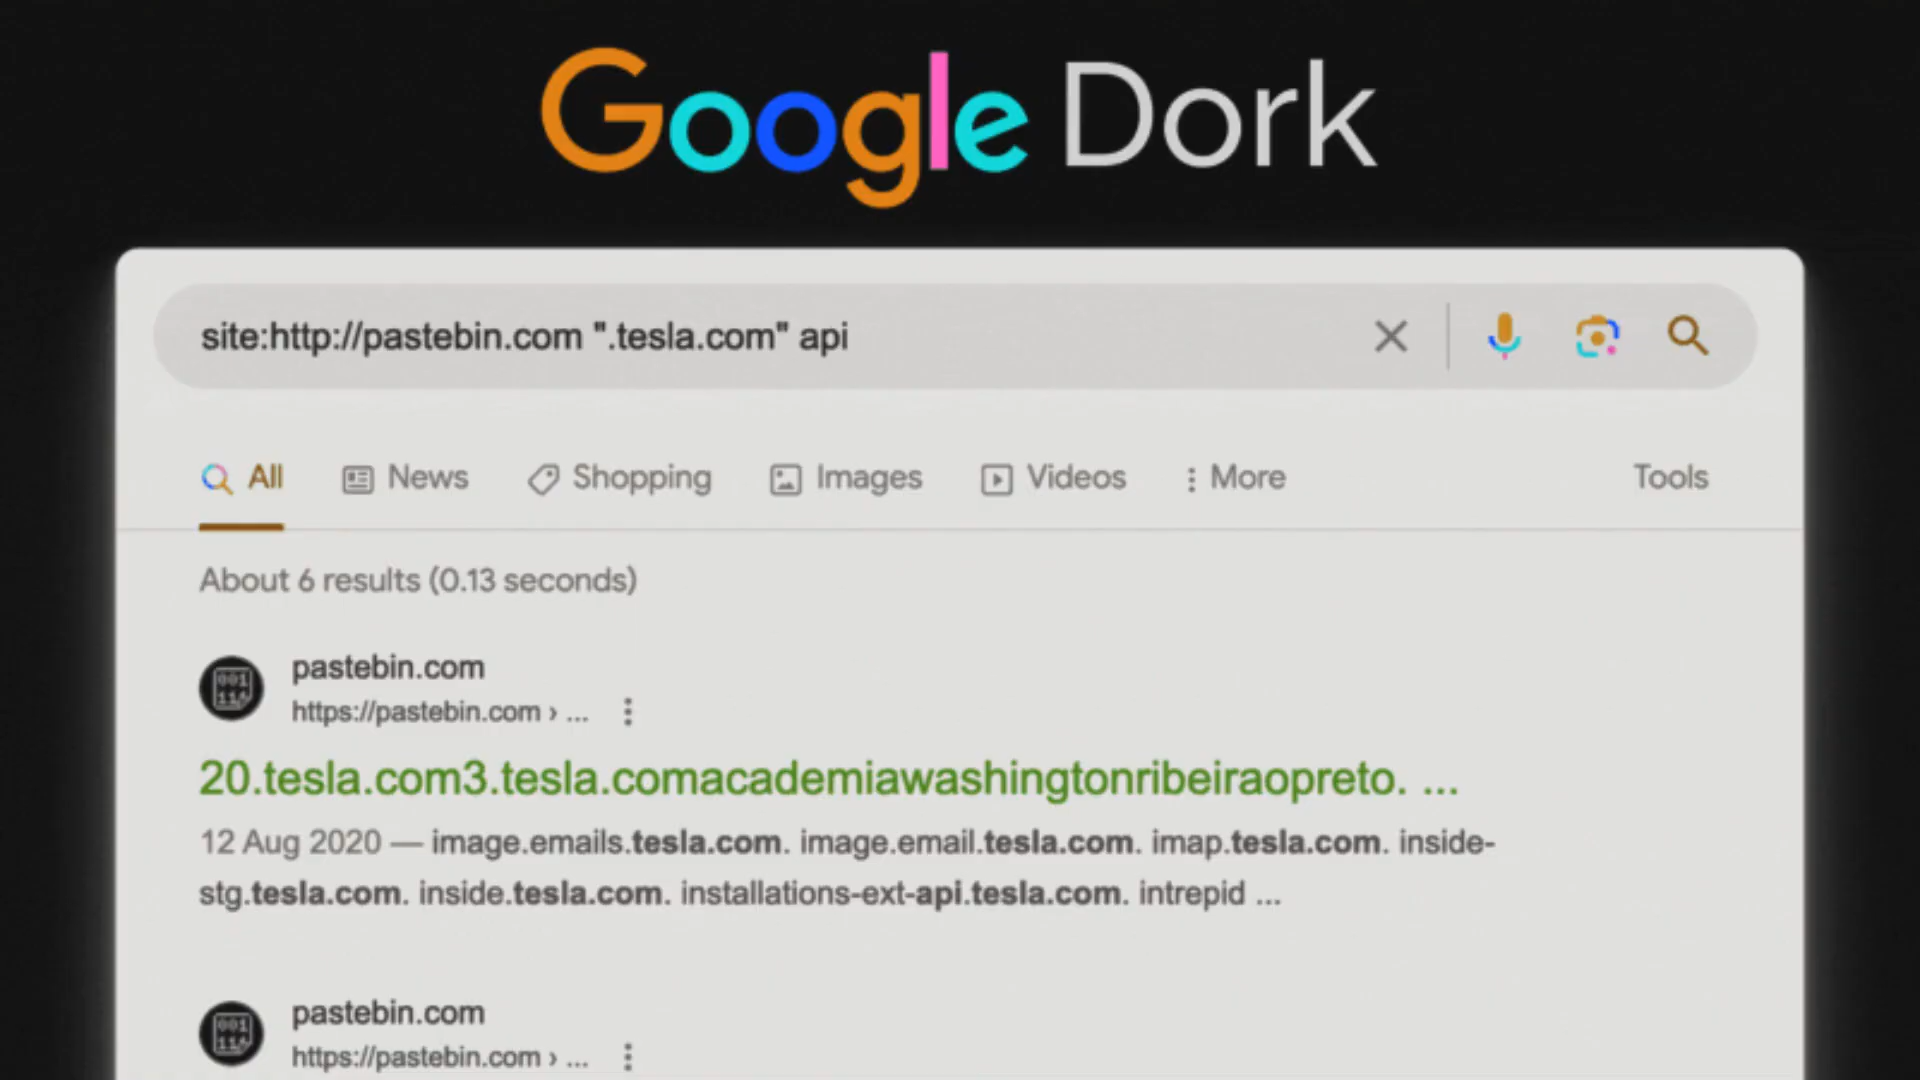 Google Dork
site:http://pastebin.com ".tesla.com" api
All News Shopping Images Videos More Tools
About 6 results (0.13 seconds)
pastebin.com
https://pastebin.com › ...
20.tesla.com3.tesla.comacademiawashingtonribeiraopreto. ...
12 Aug 2020 — image.emails.tesla.com. image.email.tesla.com. imap.tesla.com. inside-
stg.tesla.com. inside.tesla.com. installations-ext-api.tesla.com. intrepid ...
pastebin.com
https://pastebin.com › ...